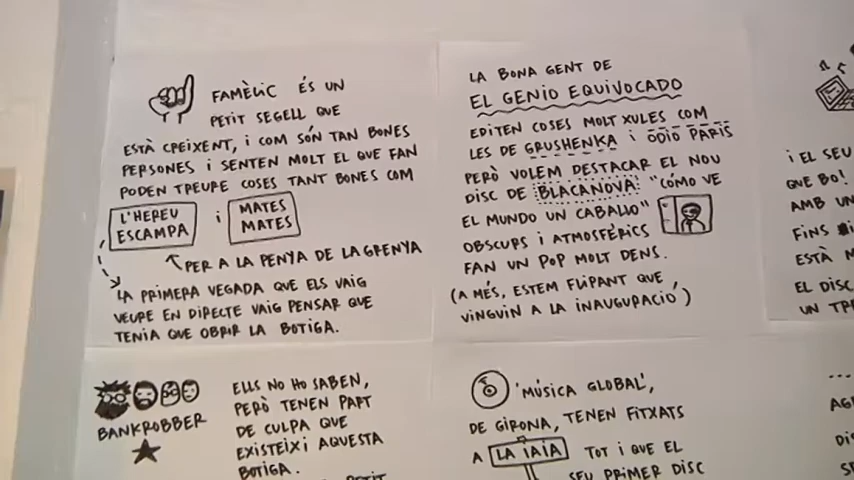 FAMÈLIC ÉS UN
PETIT SEGELL QUE
ESTÀ CREIXENT, I COM SÓN TAN BONES
PERSONES I SENTEN MOLT EL QUE FAN
PODEN TREURE COSES TANT BONES COM
L'HEREU
ESCAMPA
i
MATES
MATES
PER A LA PENYA DE LA GRENYA
LA PRIMERA VEGADA QUE ELS VAIG
VEURE EN DIRECTE VAIG PENSAR QUE
TENIA QUE OBRIR LA BOTIGA.
LA BONA GENT DE
EL GENIO EQUIVOCADO
EDITEN COSES MOLT XULES COM
LES DE GRUSHENKA i ODIO PARIS
PERÒ VOLEM DESTACAR EL NOU
DISC DE BLACANOVA "CÓMO VE
EL MUNDO UN CABALLO"
OBSCURS I ATMOSFÈRICS
FAN UN POP MOLT DENS.
(A MÉS, ESTEM FLIPANT QUE
VINGUIN A LA INAUGURACIÓ)
I EL SEU
QUE BO!
AMB UN
FINS
ESTÀ
EL DISC
UN
BANKROBBER
ELLS NO HO SABEN,
PERÒ TENEN PART
DE CULPA QUE
EXISTEIXI AQUESTA
BOTIGA.
'MÚSICA GLOBAL',
DE GIRONA, TENEN FITXATS
A LA IAIA TOT I QUE EL
SEU PRIMER DISC
...